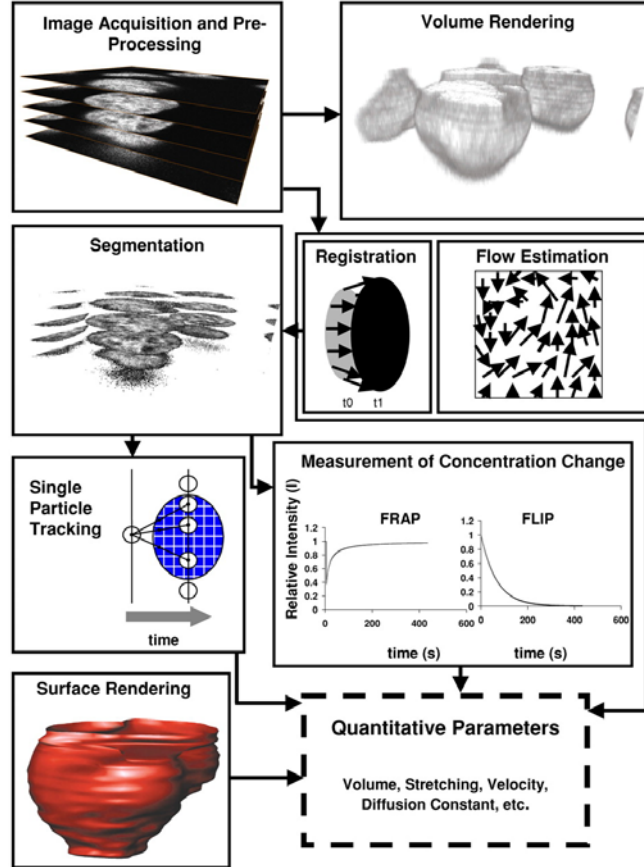 Image Acquisition and Pre-
Processing
Volume Rendering
Segmentation
Registration
t0 t1
Flow Estimation
Single
Particle
Tracking
time
Measurement of Concentration Change
Relative Intensity (I)
FRAP
1.2
1
0.8
0.6
0.4
0.2
0
0 200 400 600
time (s)
FLIP
1.2
1
0.8
0.6
0.4
0.2
0
0 200 400 600
time (s)
Surface Rendering
Quantitative Parameters
Volume, Stretching, Velocity,
Diffusion Constant, etc.